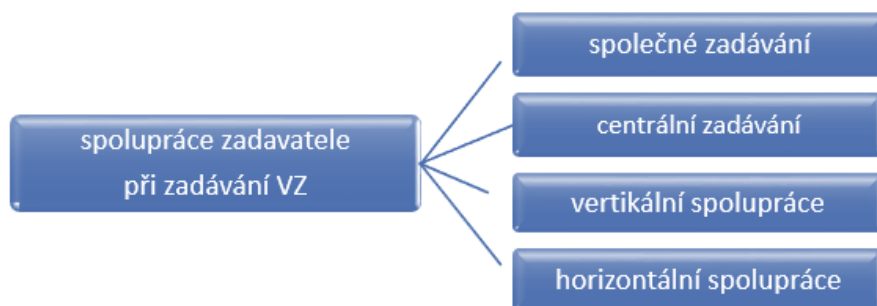 spolupráce zadavatele
při zadávání VZ
společné zadávání
centrální zadávání
vertikální spolupráce
horizontální spolupráce